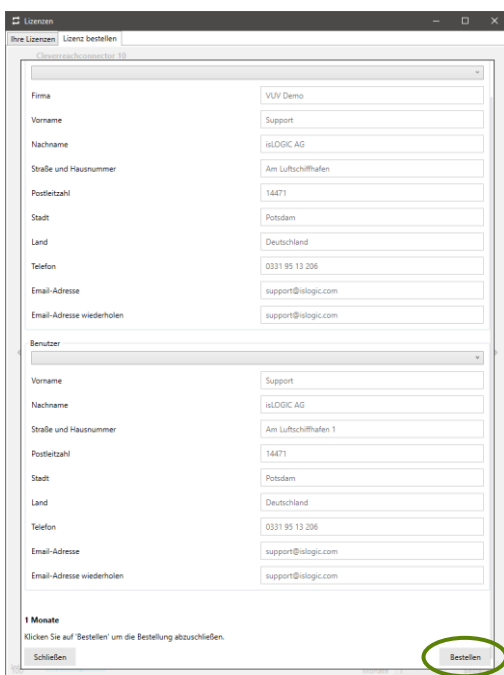 Lizenzen
Ihre Lizenzen Lizenz bestellen
Cleverreachconnector 10
Firma VUV Demo
Vorname Support
Nachname isLOGIC AG
Straße und Hausnummer Am Luftschiffhafen
Postleitzahl 14471
Stadt Potsdam
Land Deutschland
Telefon 0331 95 13 206
Email-Adresse support@islogic.com
Email-Adresse wiederholen support@islogic.com
Benutzer
Vorname Support
Nachname isLOGIC AG
Straße und Hausnummer Am Luftschiffhafen 1
Postleitzahl 14471
Stadt Potsdam
Land Deutschland
Telefon 0331 95 13 206
Email-Adresse support@islogic.com
Email-Adresse wiederholen support@islogic.com
1 Monate
Klicken Sie auf 'Bestellen' um die Bestellung abzuschließen.
Schließen Bestellen
Monate